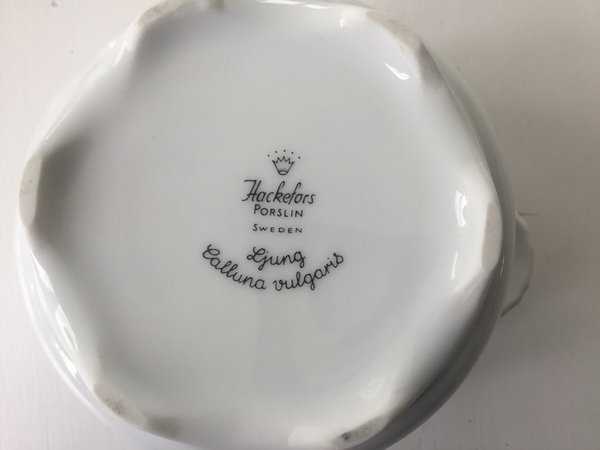 Hackefors
PORSLIN
SWEDEN
Ljung
Calluna vulgaris